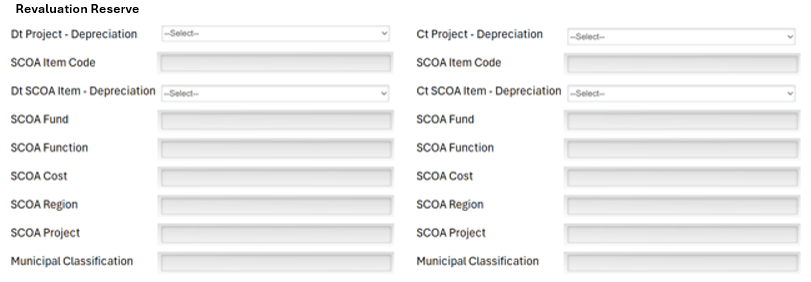 Revaluation Reserve
Dt Project - Depreciation --Select-- Ct Project - Depreciation --Select--
SCOA Item Code SCOA Item Code
Dt SCOA Item - Depreciation --Select-- Ct SCOA Item - Depreciation --Select--
SCOA Fund SCOA Fund
SCOA Function SCOA Function
SCOA Cost SCOA Cost
SCOA Region SCOA Region
SCOA Project SCOA Project
Municipal Classification Municipal Classification